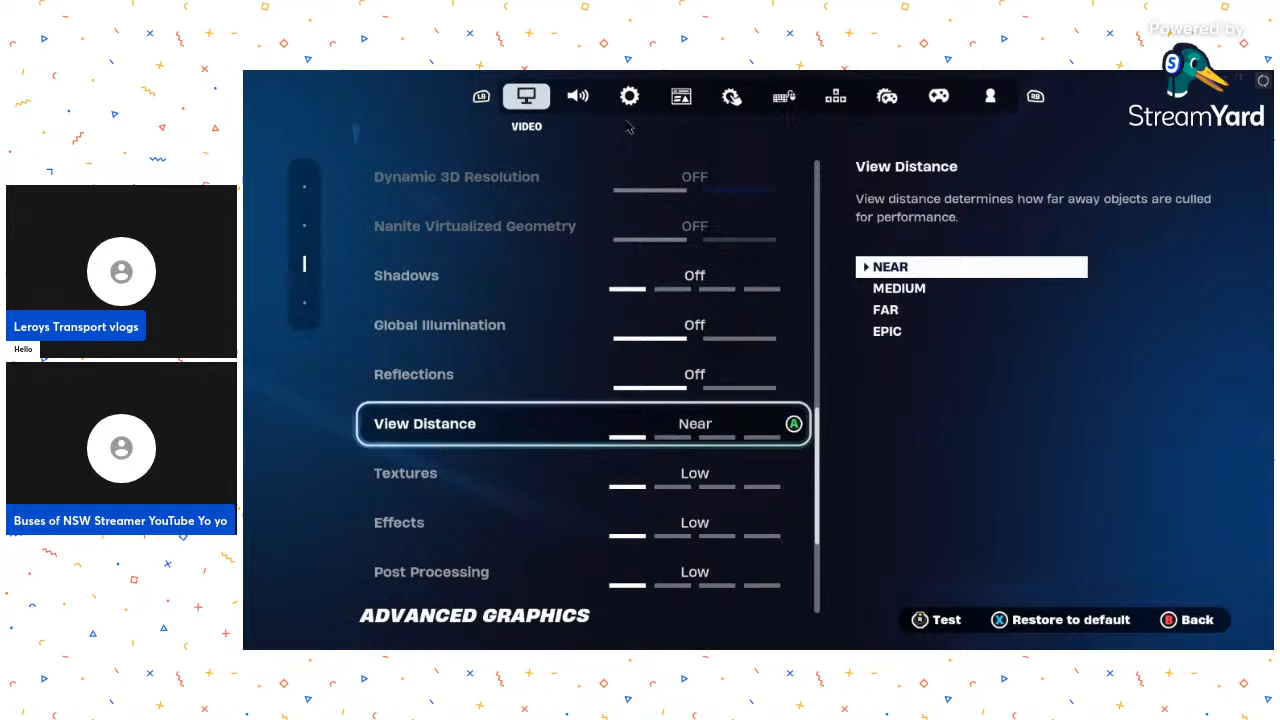 Powered by
StreamYard
LB
RB
VIDEO
Dynamic 3D Resolution OFF
Nanite Virtualized Geometry OFF
Shadows Off
Global Illumination Off
Reflections Off
View Distance Near A
Textures Low
Effects Low
Post Processing Low
ADVANCED GRAPHICS
View Distance
View distance determines how far away objects are culled
for performance.
NEAR
MEDIUM
FAR
EPIC
Test X Restore to default B Back
Leroys Transport vlogs
Hello
Buses of NSW Streamer YouTube Yo yo